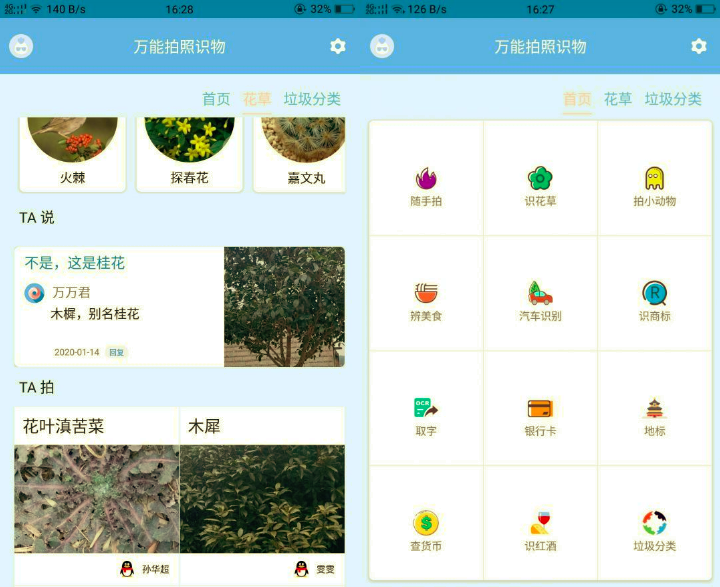 140 B/s
16:28
32%
万能拍照识物
首页 花草 垃圾分类
火棘 探春花 嘉文丸
TA 说
不是，这是桂花
万万君
木樨，别名桂花
2020-01-14 回复
TA 拍
花叶滇苦菜 木犀
孙华超 雯雯
126 B/s
16:27
32%
万能拍照识物
首页 花草 垃圾分类
随手拍 识花草 拍小动物
辨美食 汽车识别 识商标
R
OCR
取字 银行卡 地标
$
查货币 识红酒 垃圾分类